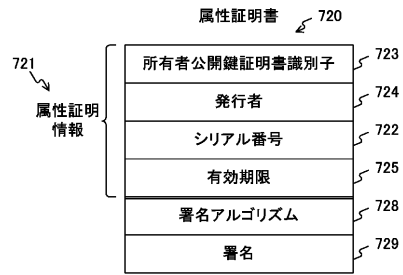 属性証明書 720
721
属性証明
情報
所有者公開鍵証明書識別子 723
発行者 724
シリアル番号 722
有効期限 725
署名アルゴリズム 728
署名 729